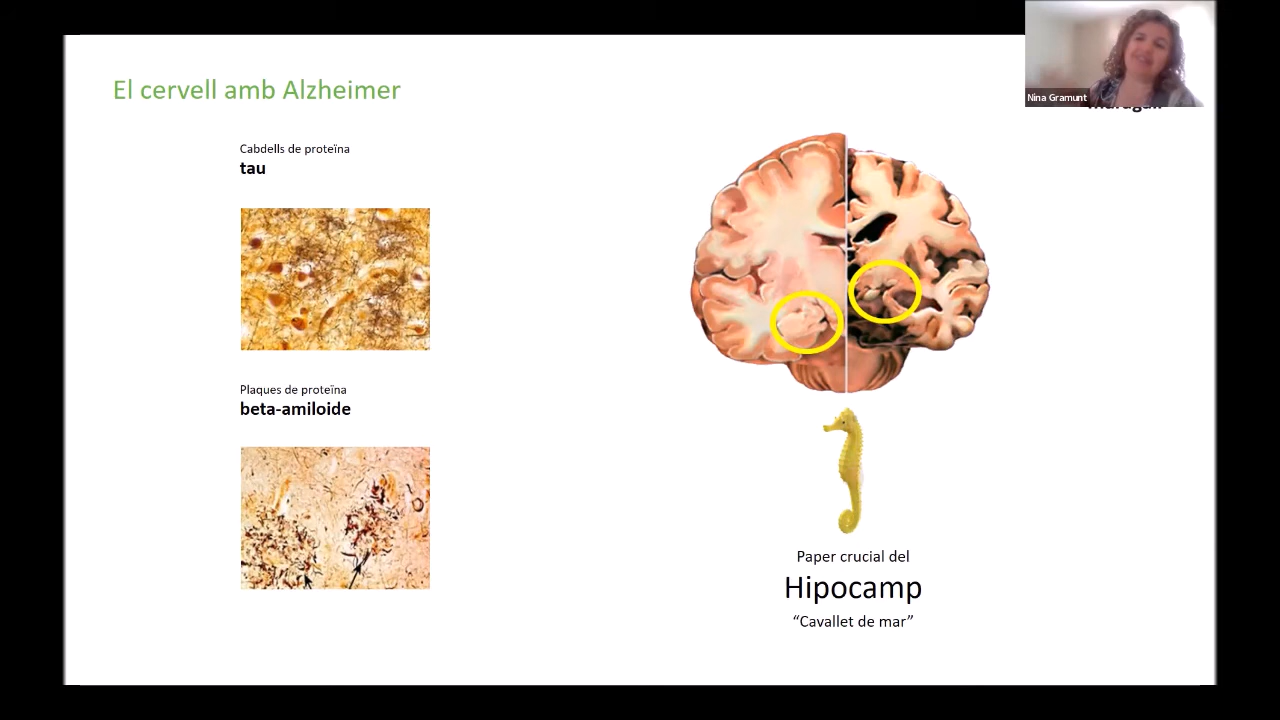 El cervell amb Alzheimer
Nina Gramunt
Cabdells de proteïna
tau
Plaques de proteïna
beta-amiloide
Paper crucial del
Hipocamp
“Cavallet de mar”